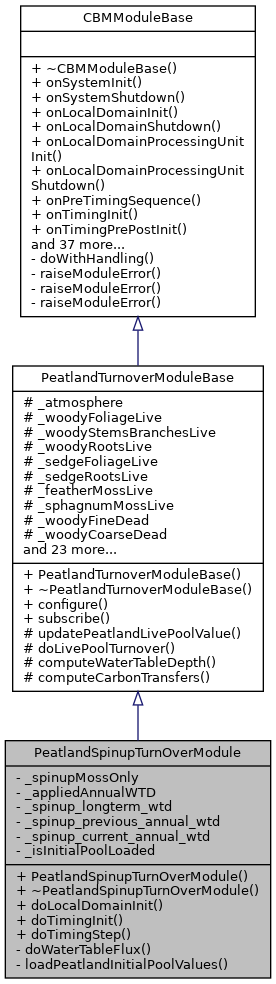 CBMModuleBase
+ ~CBMModuleBase()
+ onSystemInit()
+ onSystemShutdown()
+ onLocalDomainInit()
+ onLocalDomainShutdown()
+ onLocalDomainProcessingUnit
Init()
+ onLocalDomainProcessingUnit
Shutdown()
+ onPreTimingSequence()
+ onTimingInit()
+ onTimingPrePostInit()
and 37 more...
- doWithHandling()
- raiseModuleError()
- raiseModuleError()
- raiseModuleError()
PeatlandTurnoverModuleBase
# _atmosphere
# _woodyFoliageLive
# _woodyStemsBranchesLive
# _woodyRootsLive
# _sedgeFoliageLive
# _sedgeRootsLive
# _featherMossLive
# _sphagnumMossLive
# _woodyFineDead
# _woodyCoarseDead
and 23 more...
+ PeatlandTurnoverModuleBase()
+ ~PeatlandTurnoverModuleBase()
+ configure()
+ subscribe()
# updatePeatlandLivePoolValue()
# doLivePoolTurnover()
# computeWaterTableDepth()
# computeCarbonTransfers()
PeatlandSpinupTurnOverModule
- _spinupMossOnly
- _appliedAnnualWTD
- _spinup_longterm_wtd
- _spinup_previous_annual_wtd
- _spinup_current_annual_wtd
- _isInitialPoolLoaded
+ PeatlandSpinupTurnOverModule()
+ ~PeatlandSpinupTurnOverModule()
+ doLocalDomainInit()
+ doTimingInit()
+ doTimingStep()
- doWaterTableFlux()
- loadPeatlandInitialPoolValues()